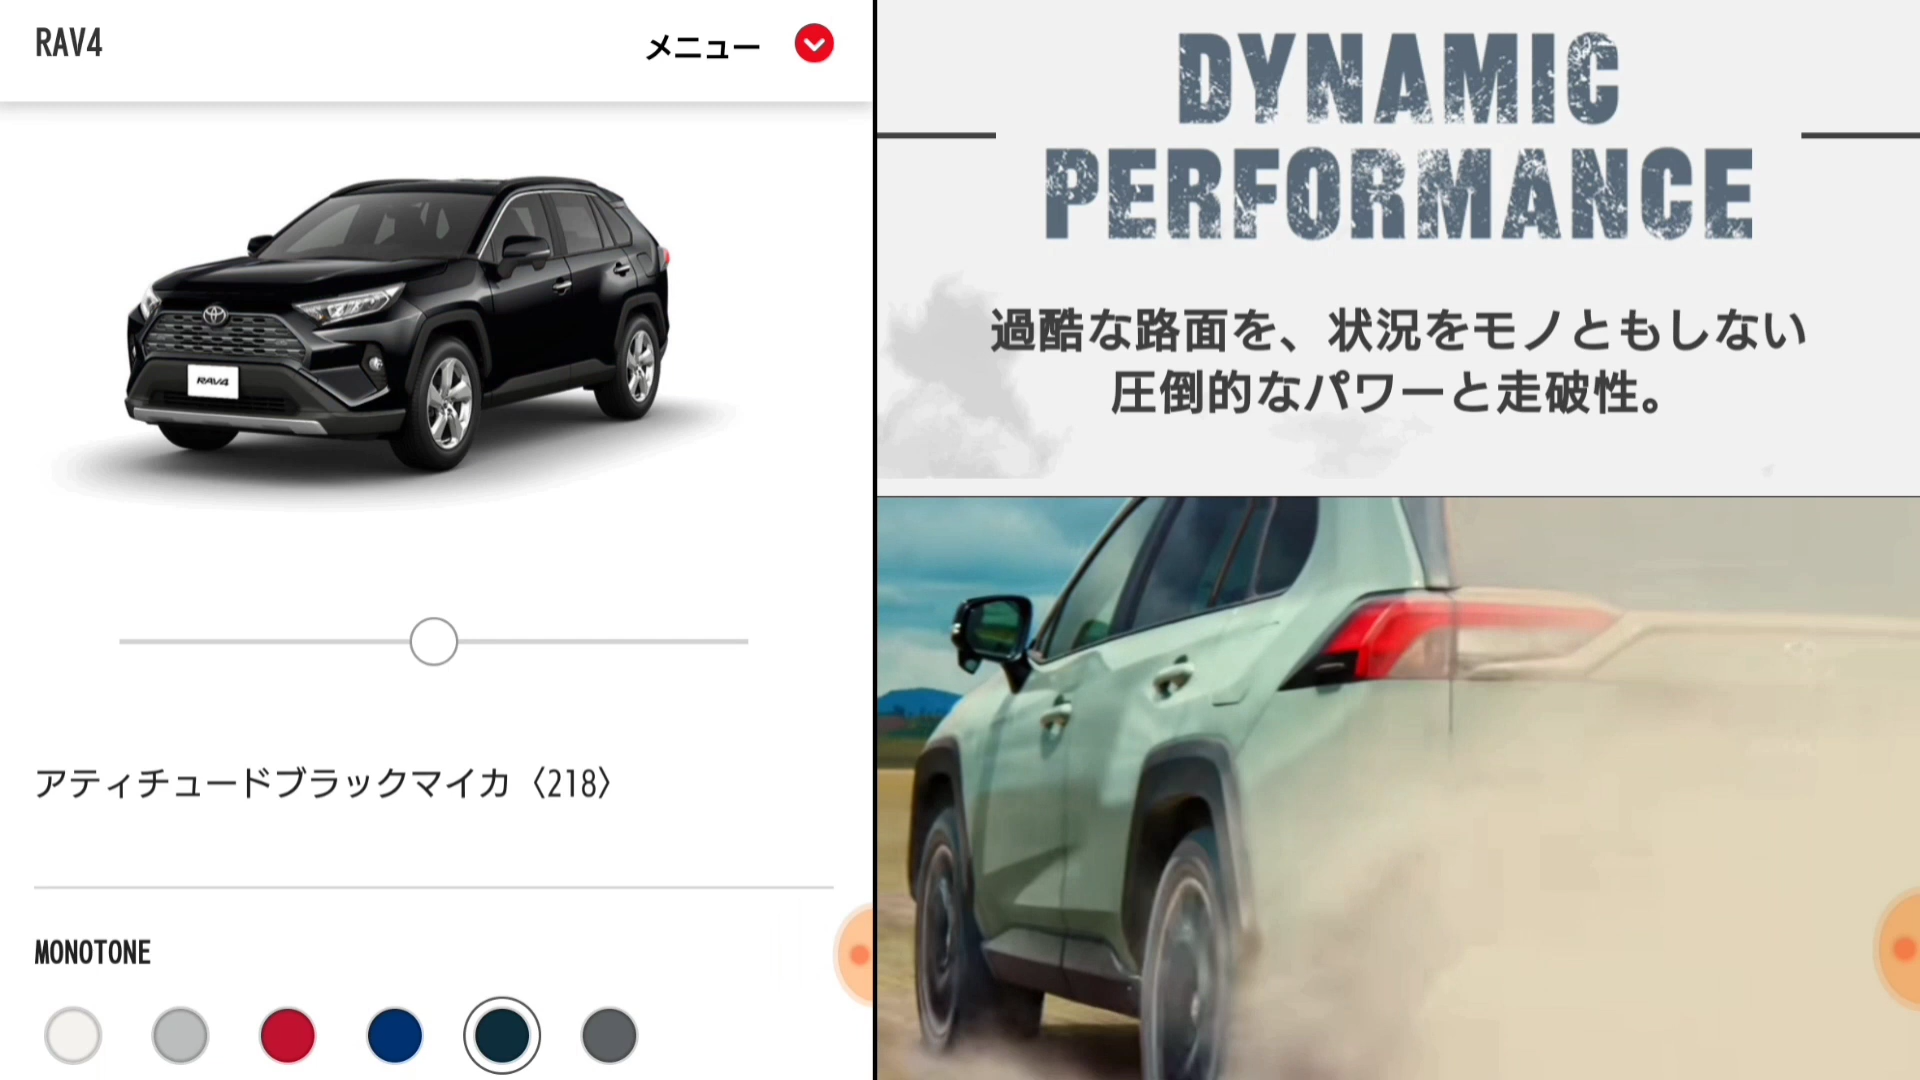 RAV4
メニュー
RAV4
アティチュードブラックマイカ〈218〉
MONOTONE
DYNAMIC
PERFORMANCE
過酷な路面を、状況をモノともしない
圧倒的なパワーと走破性。